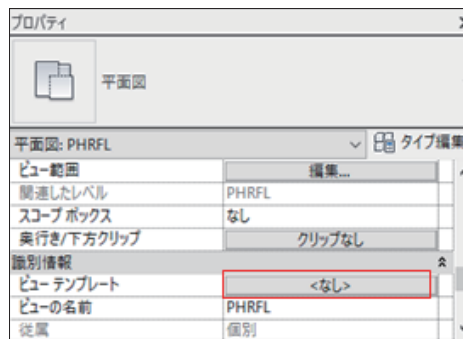 プロパティ
平面図
平面図: PHRFL タイプ編集
ビュー範囲 編集...
関連したレベル PHRFL
スコープ ボックス なし
奥行き/下方クリップ クリップなし
識別情報
ビュー テンプレート <なし>
ビューの名前 PHRFL
従属 個別